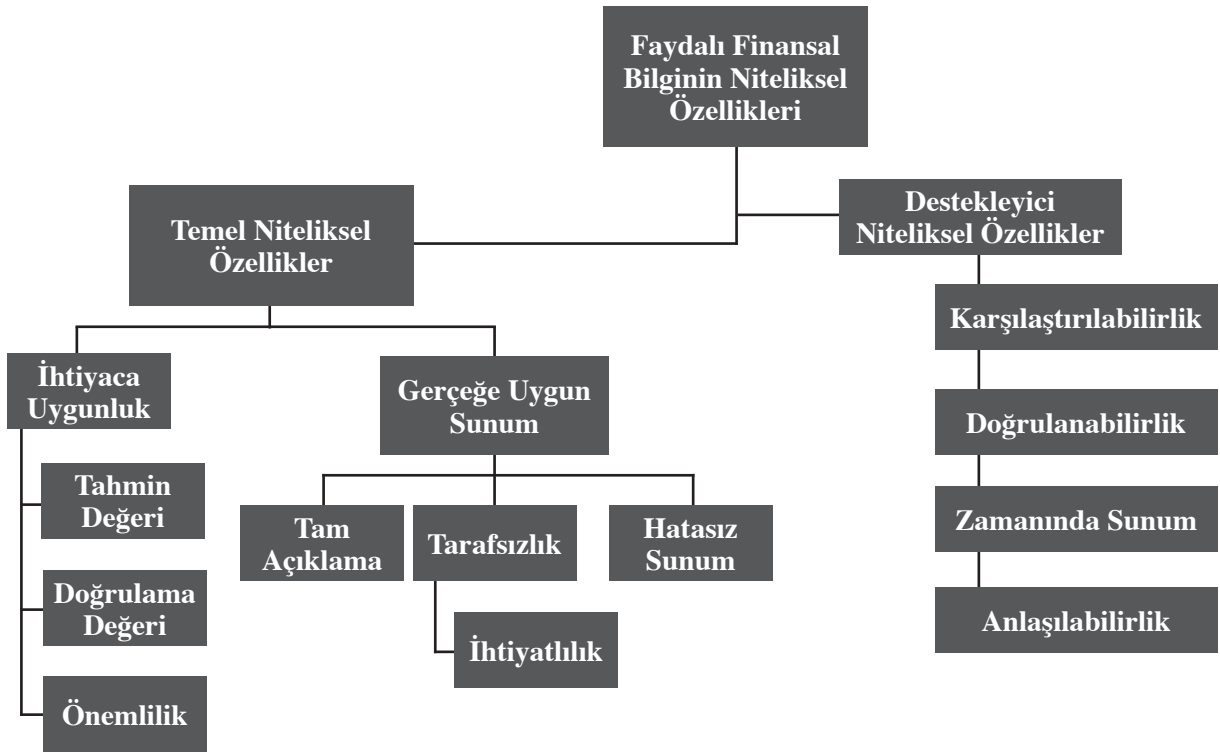 Faydalı Finansal
Bilginin Niteliksel
Özellikleri
Temel Niteliksel
Özellikler
Destekleyici
Niteliksel Özellikler
İhtiyaca
Uygunluk
Tahmin
Değeri
Doğrulama
Değeri
Önemlilik
Gerçeğe Uygun
Sunum
Tam
Açıklama
Tarafsızlık
İhtiyatlılık
Hatasız
Sunum
Karşılaştırılabilirlik
Doğrulanabilirlik
Zamanında Sunum
Anlaşılabilirlik